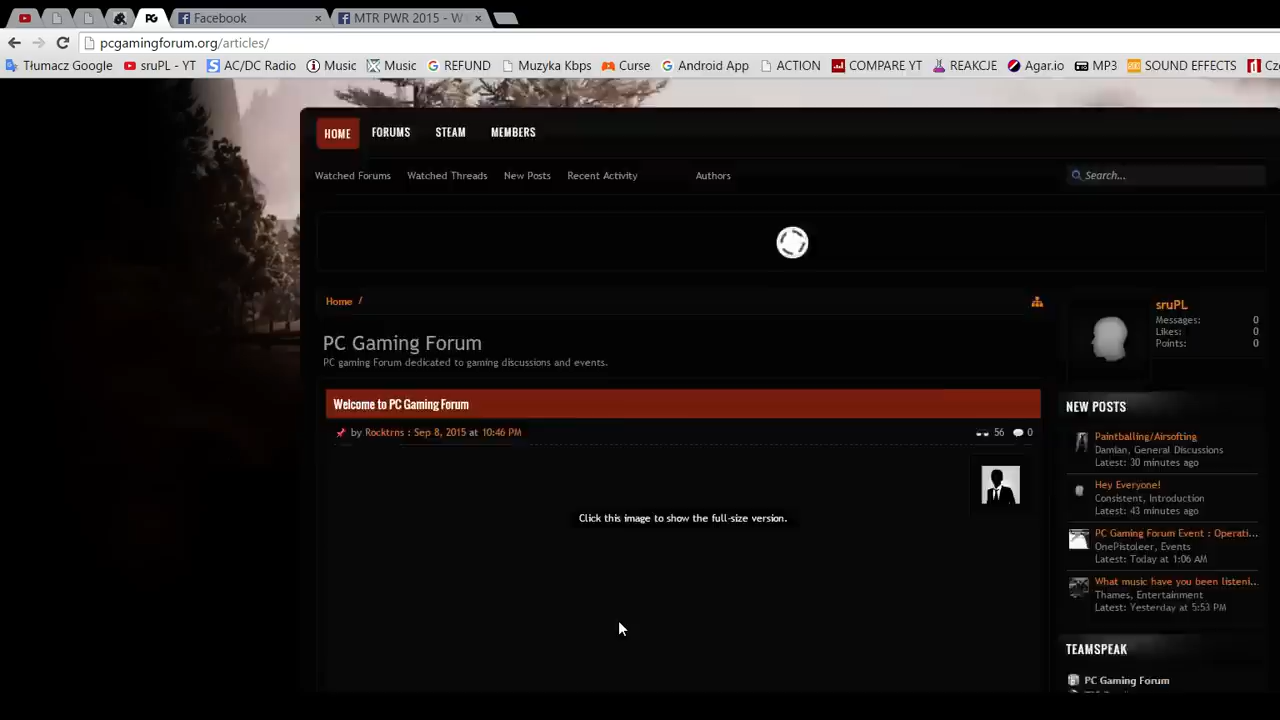 Facebook
MTR PWR 2015 - W
pcgamingforum.org/articles/
Tłumacz Google
sruPL - YT
AC/DC Radio
Music
Music
REFUND
Muzyka Kbps
Curse
Android App
ACTION
COMPARE YT
REAKCJE
Agar.io
MP3
SOUND EFFECTS
HOME
FORUMS
STEAM
MEMBERS
Watched Forums
Watched Threads
New Posts
Recent Activity
Authors
Search...
Home /
PC Gaming Forum
PC gaming Forum dedicated to gaming discussions and events.
Welcome to PC Gaming Forum
by Rocktrns : Sep 8, 2015 at 10:46 PM
56
0
Click this image to show the full-size version.
sruPL
Messages: 0
Likes: 0
Points: 0
NEW POSTS
Paintballing/Airsofting
Damian, General Discussions
Latest: 30 minutes ago
Hey Everyone!
Consistent, Introduction
Latest: 43 minutes ago
PC Gaming Forum Event : Operati...
OnePistoleer, Events
Latest: Today at 1:06 AM
What music have you been listeni...
Thames, Entertainment
Latest: Yesterday at 5:53 PM
TEAMSPEAK
PC Gaming Forum